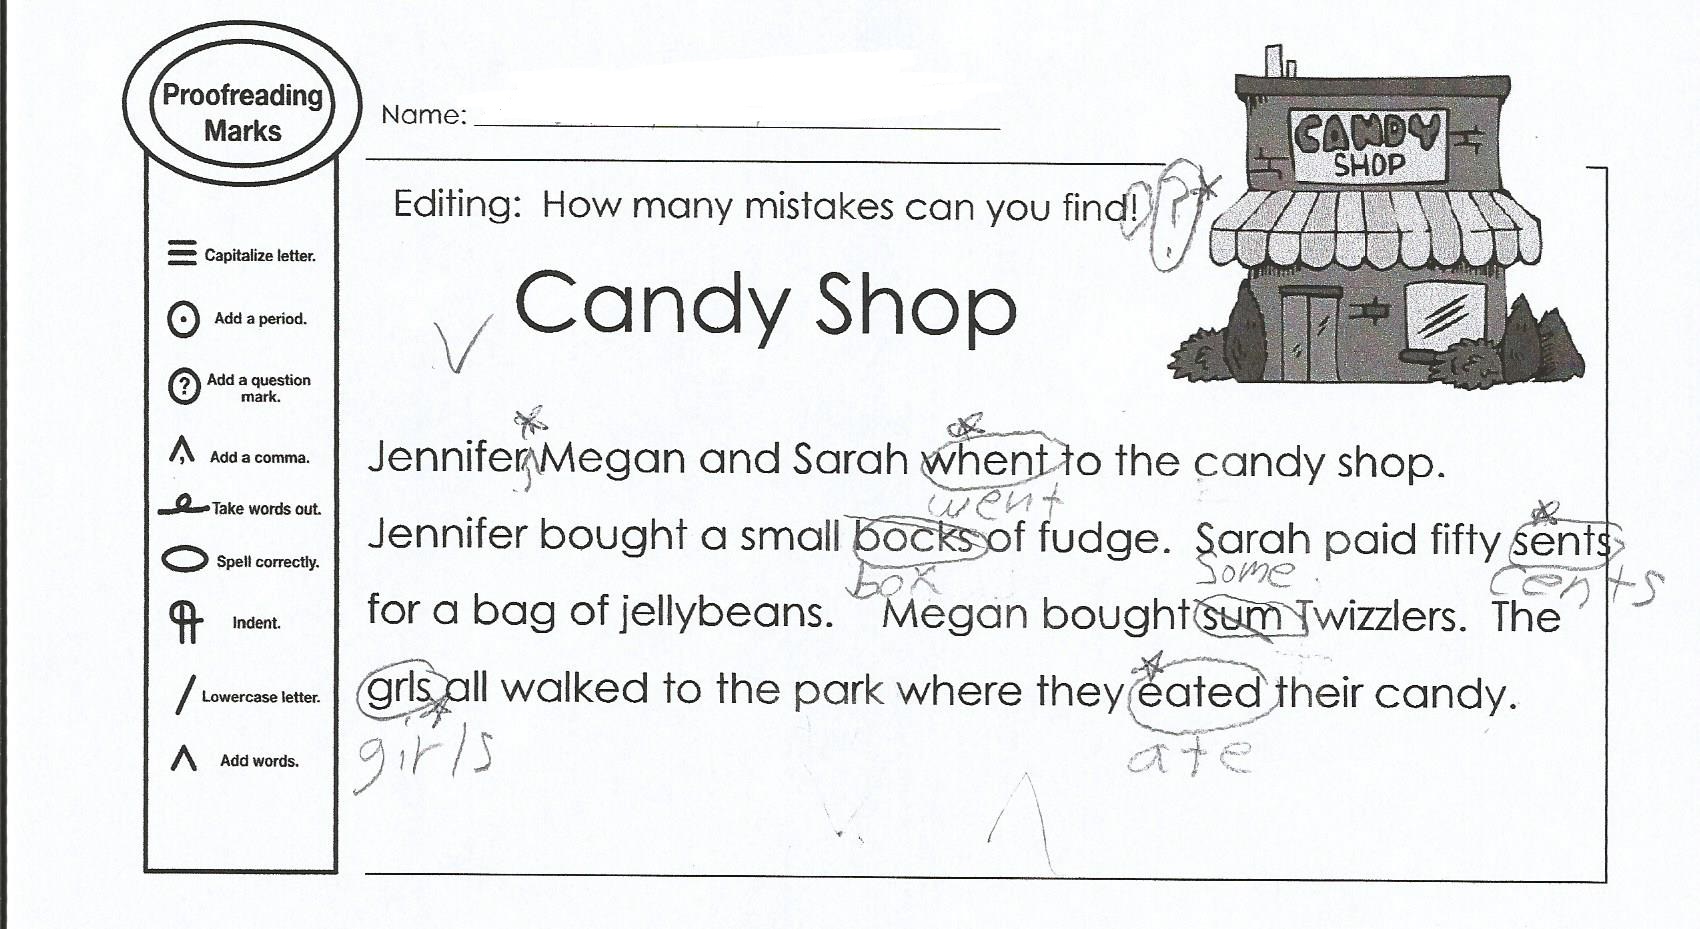 Proofreading
Marks
Capitalize letter.
Add a period.
? Add a question
mark.
Add a comma.
Take words out.
Spell correctly.
Indent.
Lowercase letter.
Add words.
Name:
CANDY
SHOP
Editing: How many mistakes can you find! ?
Candy Shop
Jennifer, Megan and Sarah whent to the candy shop.
went
Jennifer bought a small bocks of fudge. Sarah paid fifty sents
box some cents
for a bag of jellybeans. Megan bought sum Twizzlers. The
grls all walked to the park where they eated their candy.
girls ate